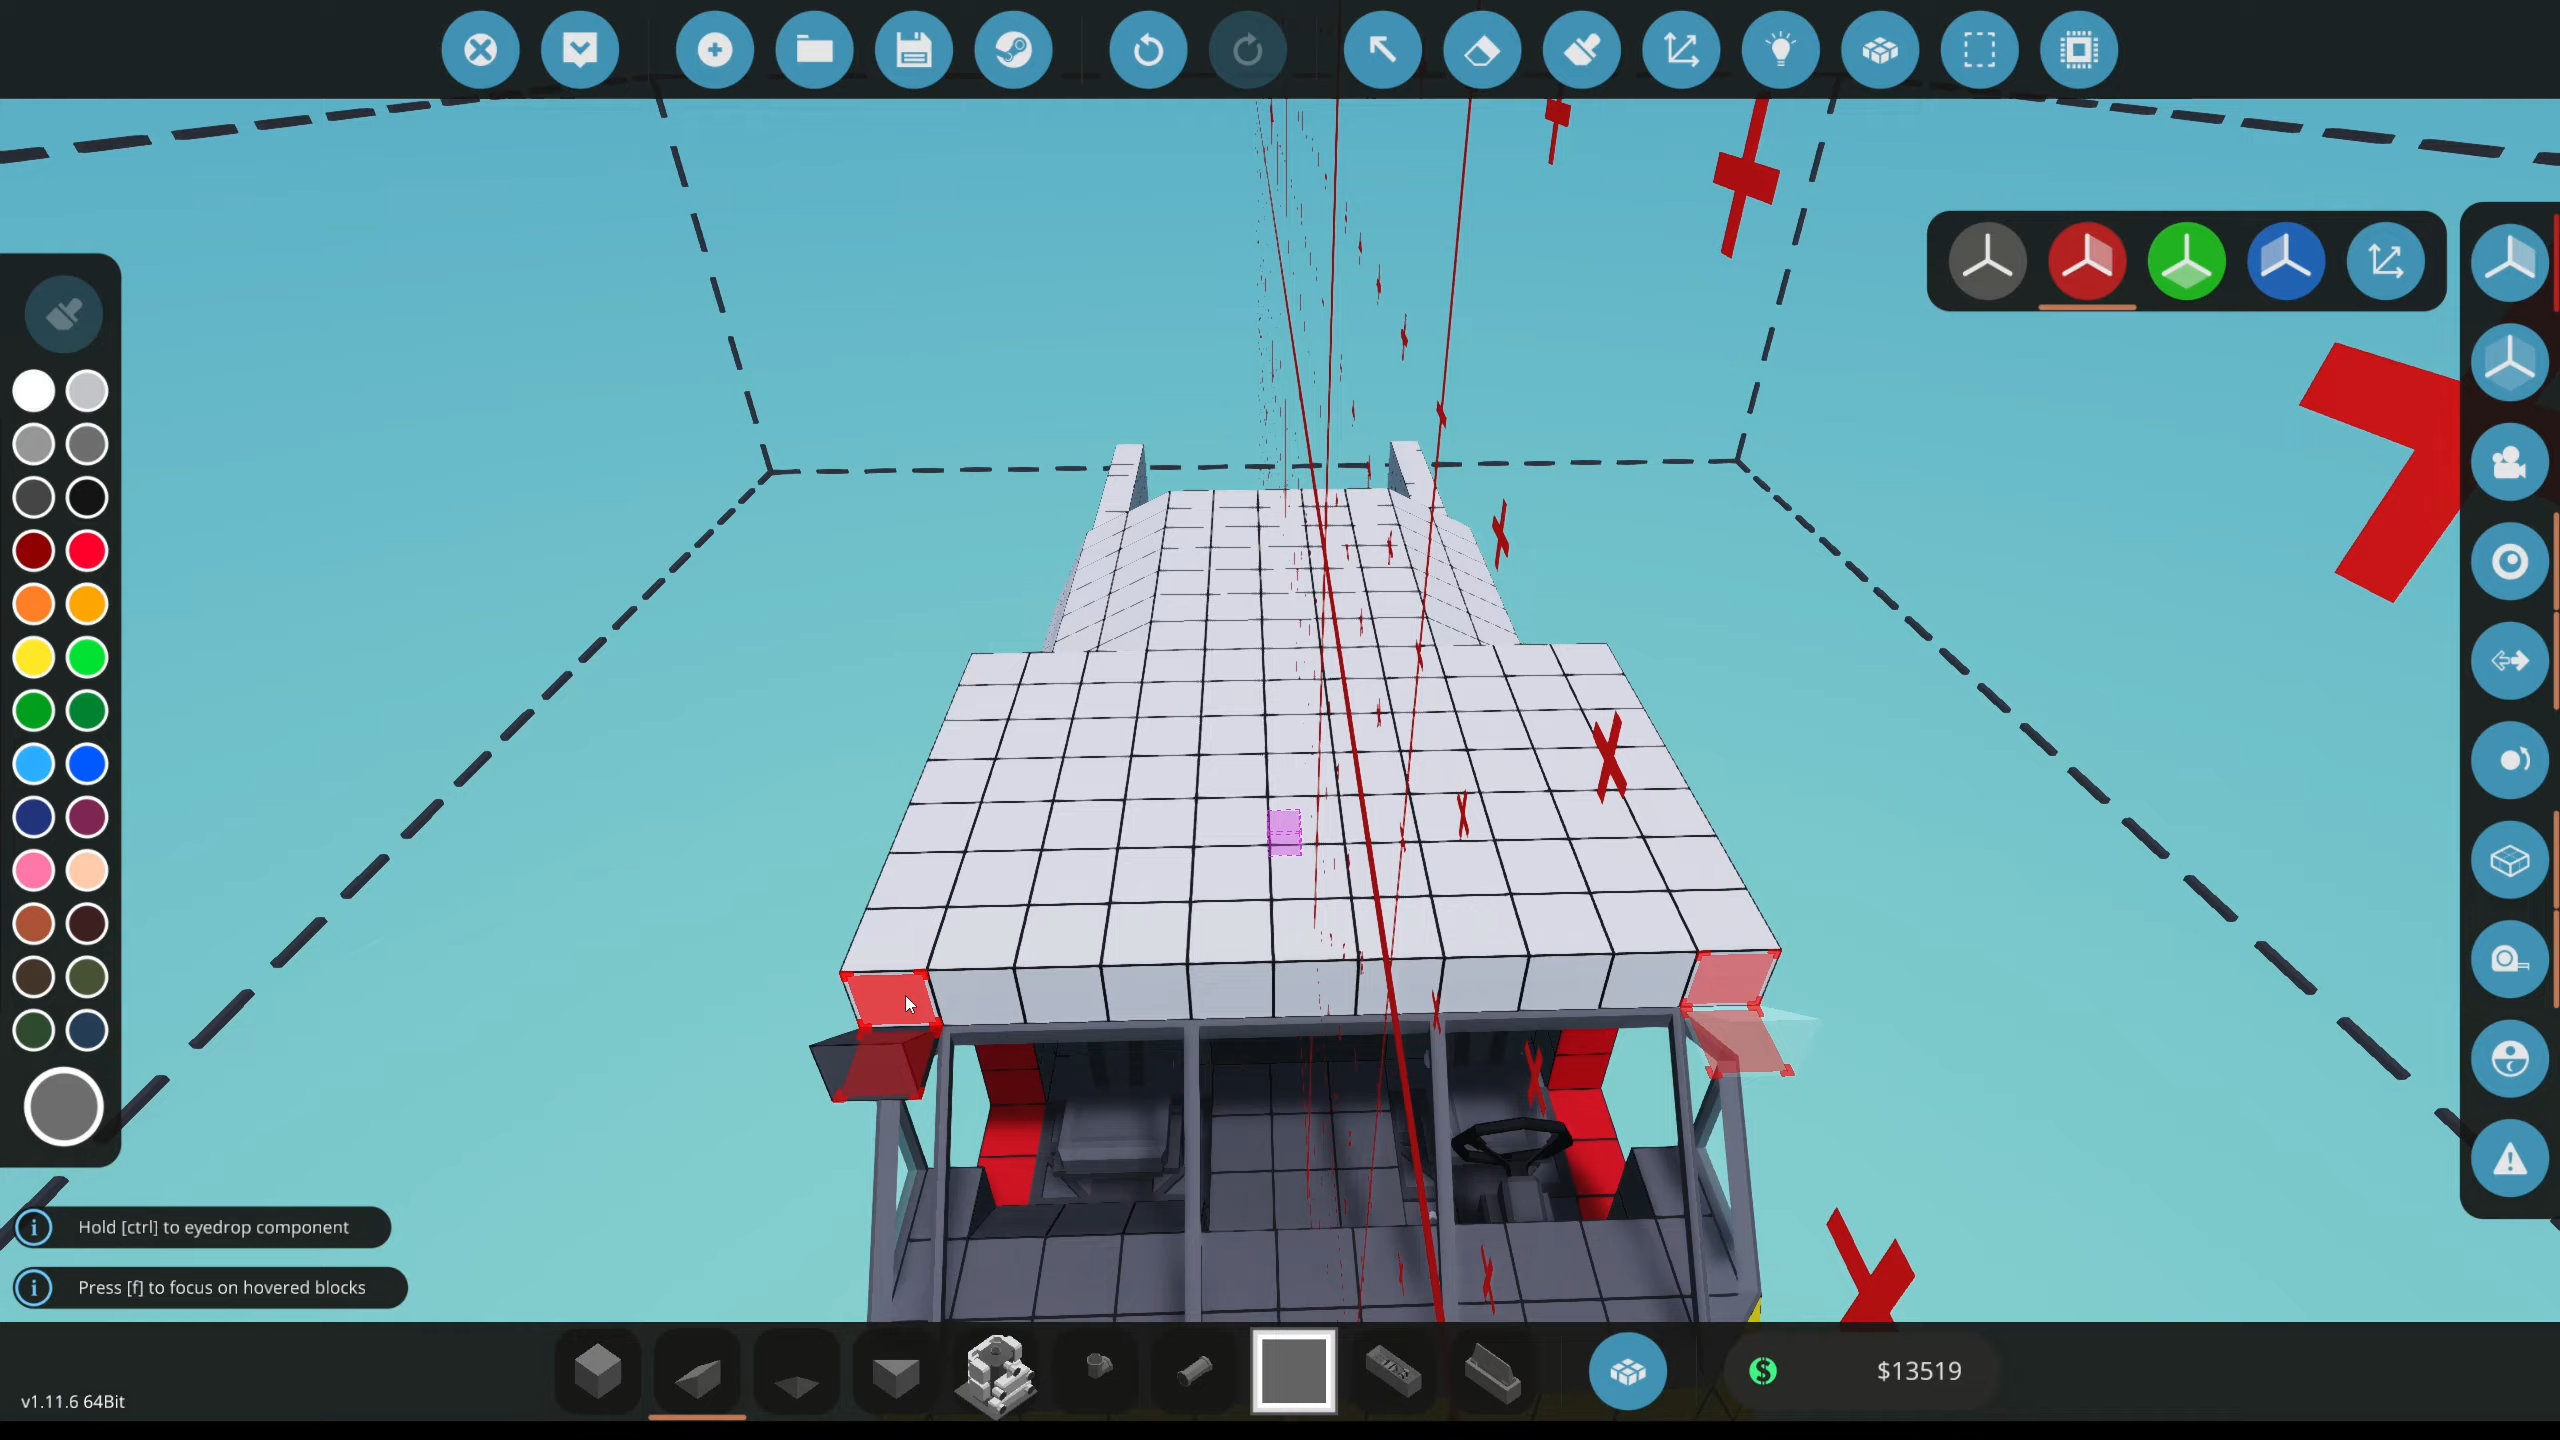 Hold [ctrl] to eyedrop component
Press [f] to focus on hovered blocks
$13519
v1.11.6 64Bit